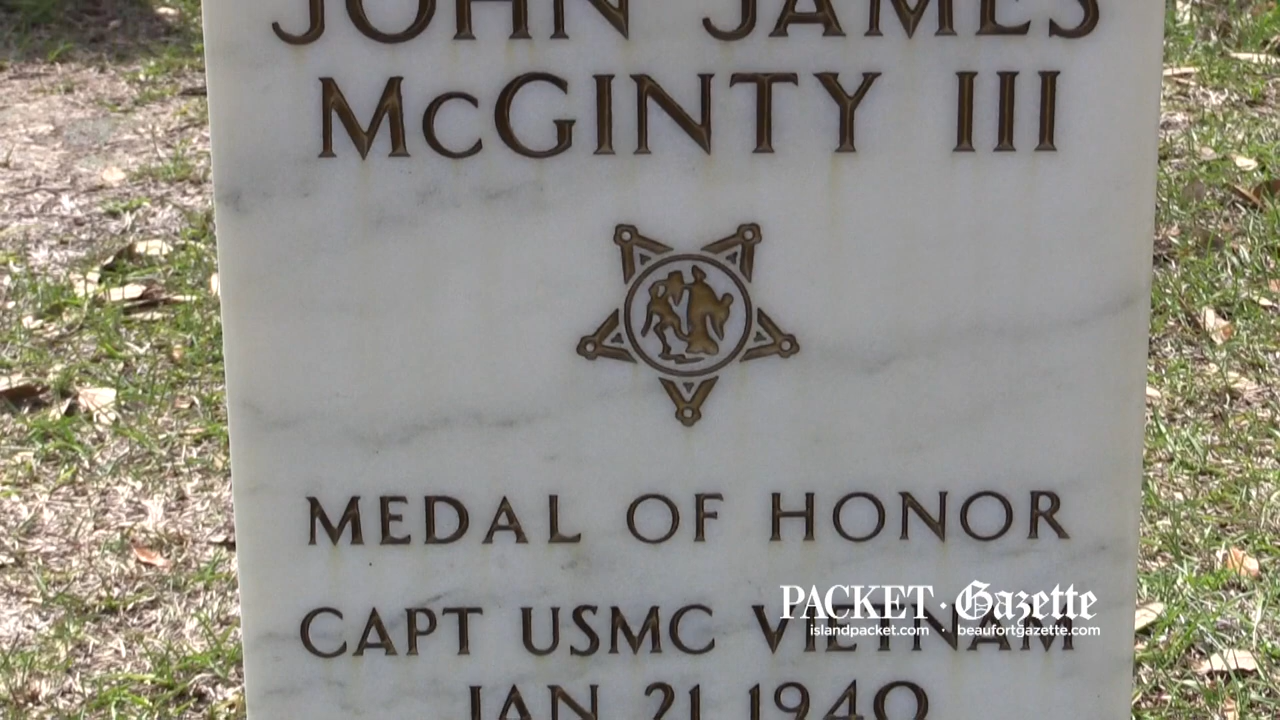 JOHN JAMES
McGINTY III
MEDAL OF HONOR
CAPT USMC VIETNAM
JAN 21 1940
PACKET · Gazette
islandpacket.com · beaufortgazette.com